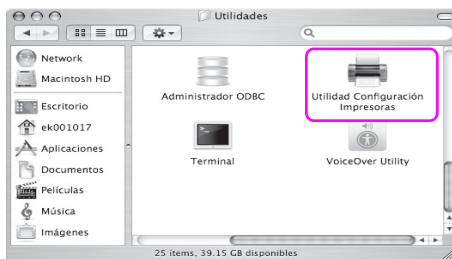 Utilidades
Network
Macintosh HD
Escritorio
ek001017
Aplicaciones
Documentos
Películas
Música
Imágenes
Administrador ODBC
Utilidad Configuración
Impresoras
Terminal
VoiceOver Utility
25 items, 39.15 GB disponibles